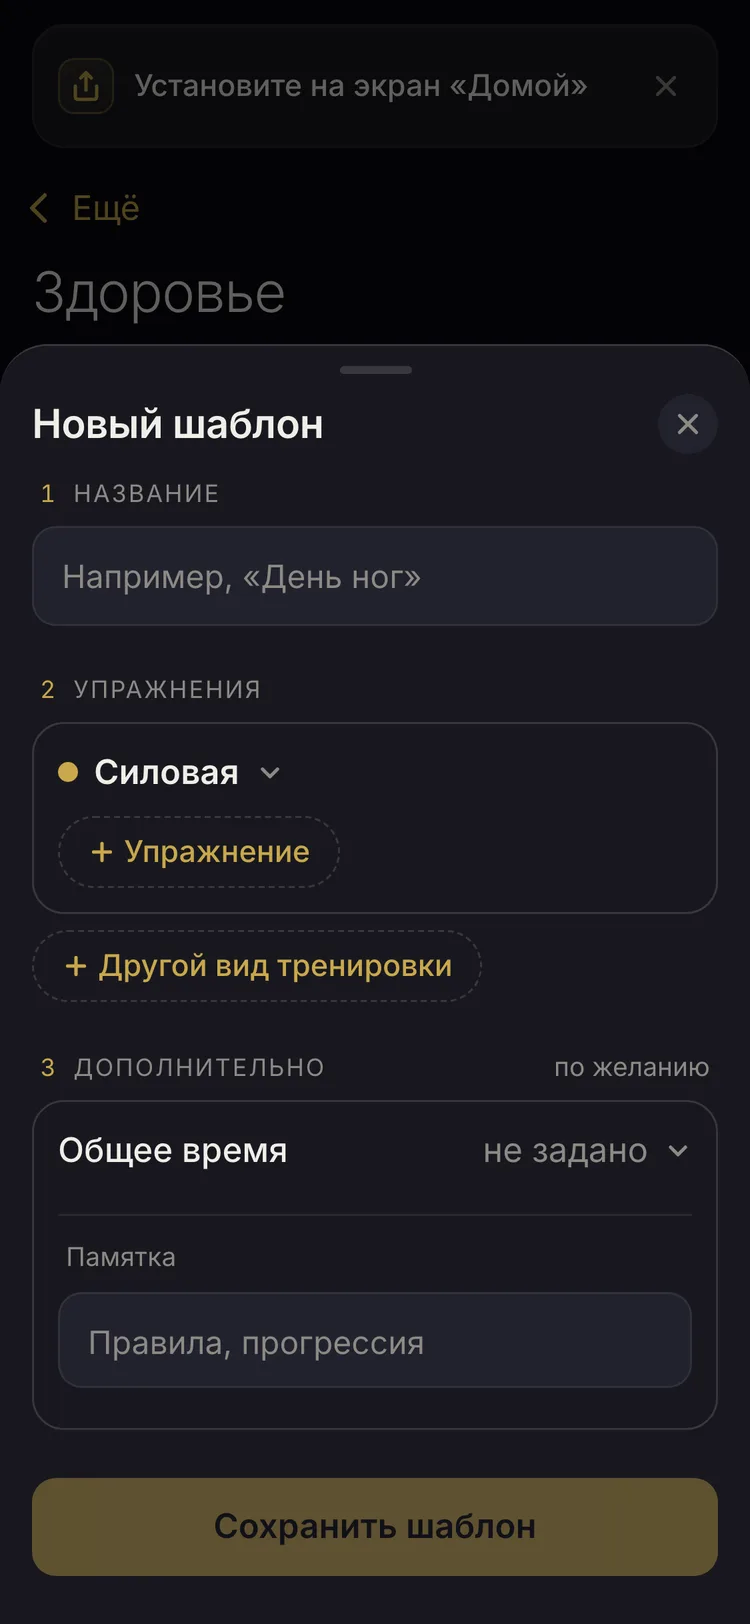 Установите на экран «Домой»
Ещё
Здоровье
Новый шаблон
1 НАЗВАНИЕ
Например, «День ног»
2 УПРАЖНЕНИЯ
Силовая
+ Упражнение
+ Другой вид тренировки
3 ДОПОЛНИТЕЛЬНО по желанию
Общее время не задано
Памятка
Правила, прогрессия
Сохранить шаблон